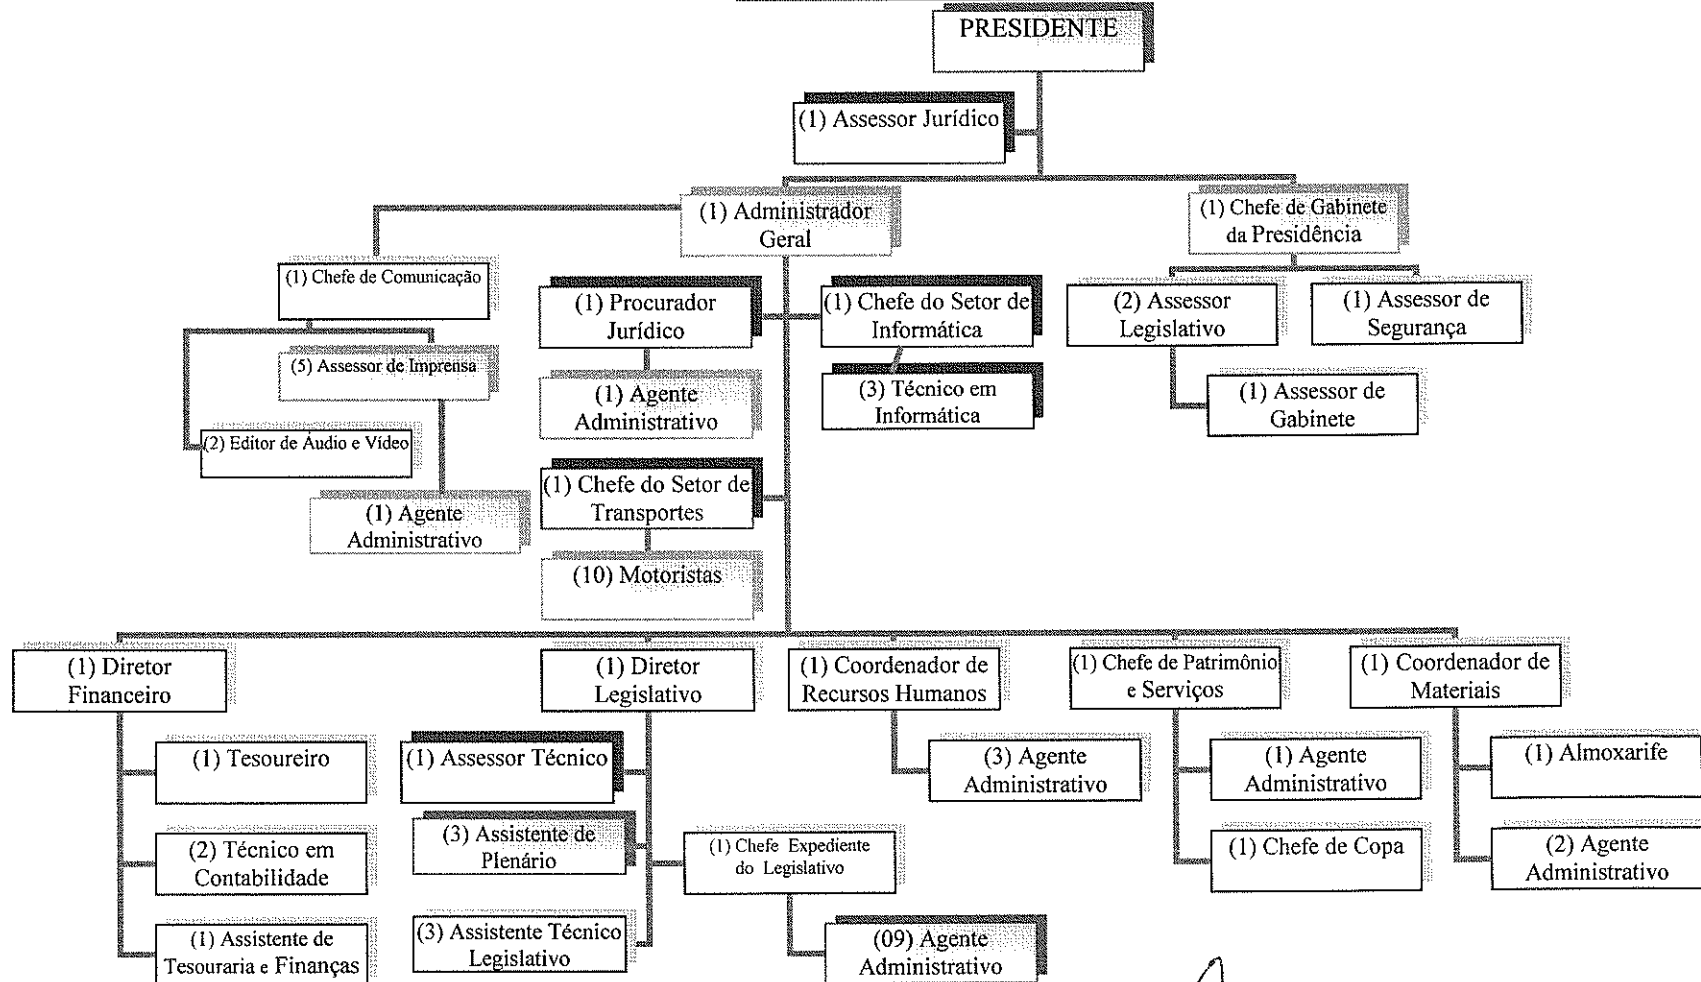 PRESIDENTE
(1) Assessor Jurídico
(1) Administrador
Geral
(1) Chefe de Gabinete
da Presidência
(1) Chefe de Comunicação
(1) Procurador
Jurídico
(1) Chefe do Setor de
Informática
(2) Assessor
Legislativo
(1) Assessor de
Segurança
(5) Assessor de Imprensa
(1) Agente
Administrativo
(3) Técnico em
Informática
(1) Assessor de
Gabinete
(2) Editor de Áudio e Vídeo
(1) Chefe do Setor de
Transportes
(1) Agente
Administrativo
(10) Motoristas
(1) Diretor
Financeiro
(1) Diretor
Legislativo
(1) Coordenador de
Recursos Humanos
(1) Chefe de Patrimônio
e Serviços
(1) Coordenador de
Materiais
(1) Tesoureiro
(1) Assessor Técnico
(3) Agente
Administrativo
(1) Agente
Administrativo
(1) Almoxarife
(2) Técnico em
Contabilidade
(3) Assistente de
Plenário
(1) Chefe Expediente
do Legislativo
(1) Chefe de Copa
(2) Agente
Administrativo
(1) Assistente de
Tesouraria e Finanças
(3) Assistente Técnico
Legislativo
(09) Agente
Administrativo